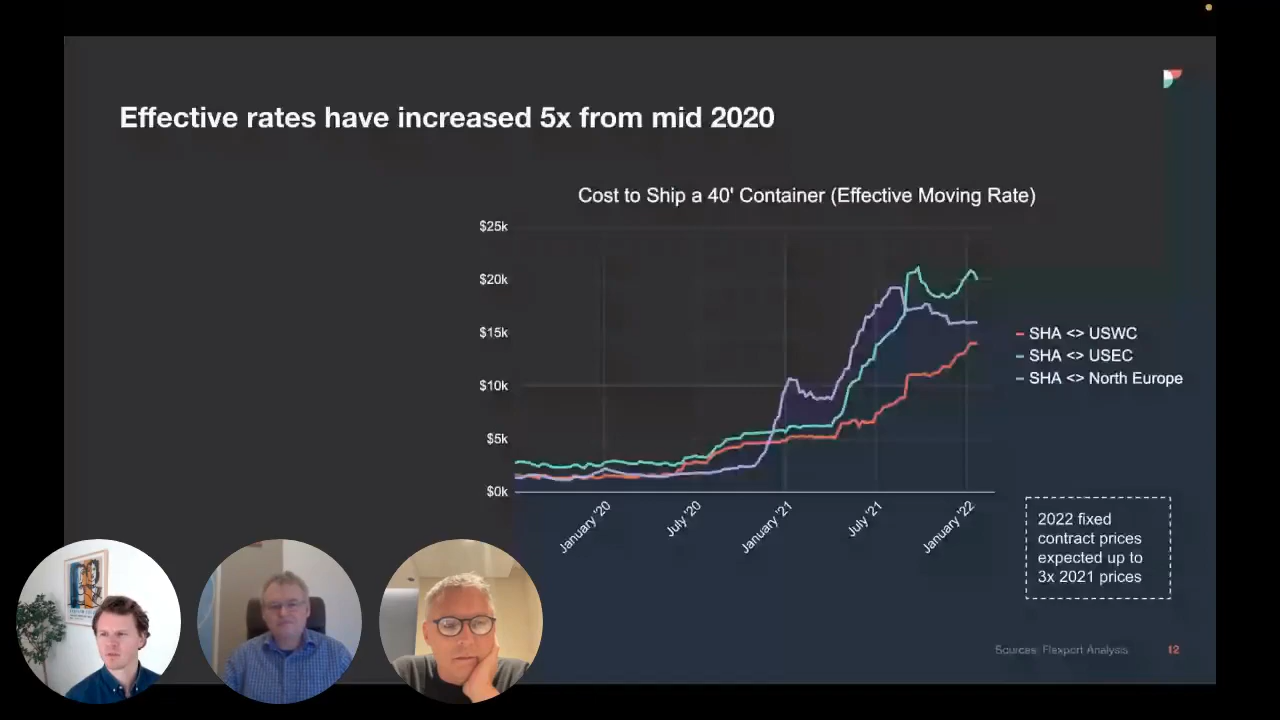 Effective rates have increased 5x from mid 2020
Cost to Ship a 40' Container (Effective Moving Rate)
$25k
$20k
$15k
$10k
$5k
$0k
January '20
July '20
January '21
July '21
January '22
SHA <> USWC
SHA <> USEC
SHA <> North Europe
2022 fixed
contract prices
expected up to
3x 2021 prices
Sources: Flexport Analysis
12